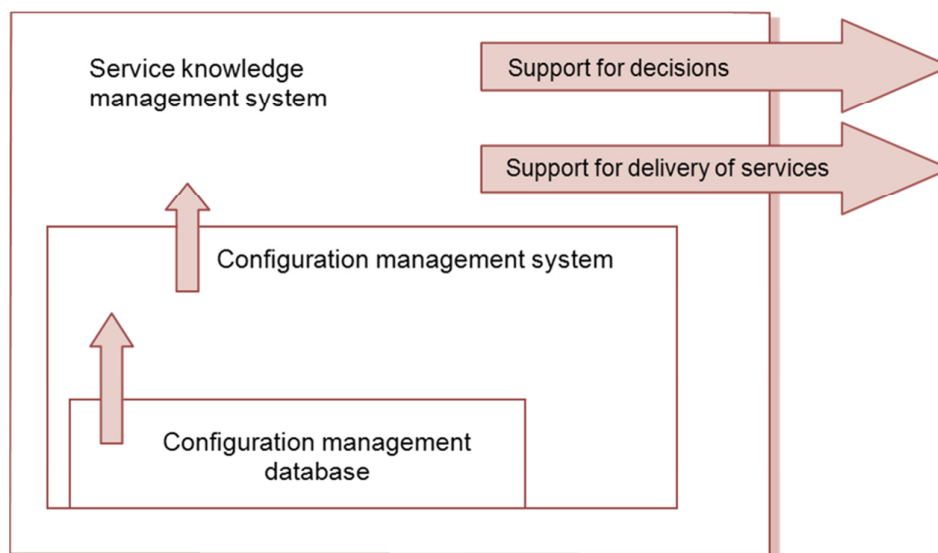 Service knowledge
management system
Support for decisions
Support for delivery of services
Configuration management system
Configuration management
database